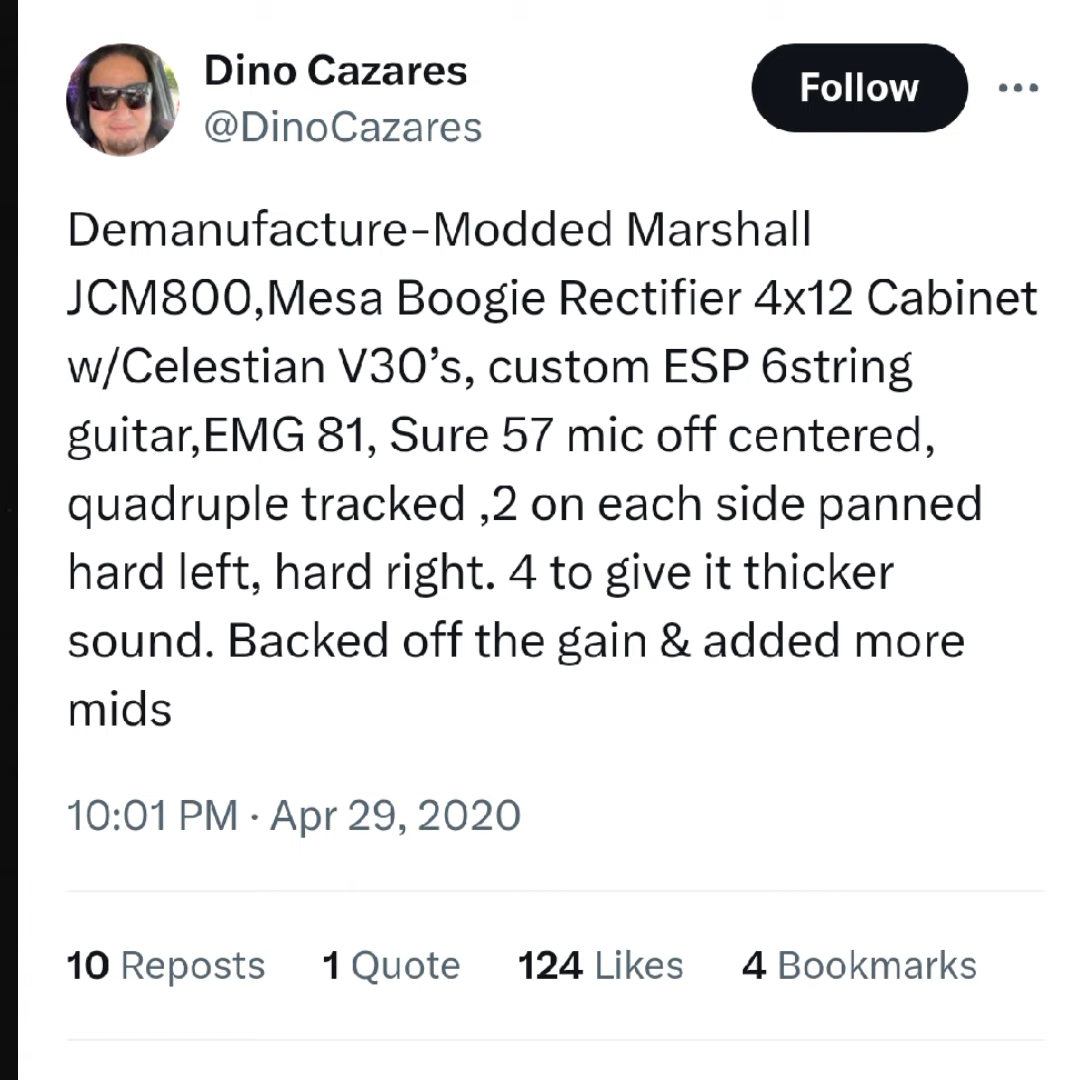 Dino Cazares
@DinoCazares
Follow
Demanufacture-Modded Marshall
JCM800,Mesa Boogie Rectifier 4x12 Cabinet
w/Celestian V30’s, custom ESP 6string
guitar,EMG 81, Sure 57 mic off centered,
quadruple tracked ,2 on each side panned
hard left, hard right. 4 to give it thicker
sound. Backed off the gain & added more
mids
10:01 PM · Apr 29, 2020
10 Reposts 1 Quote 124 Likes 4 Bookmarks